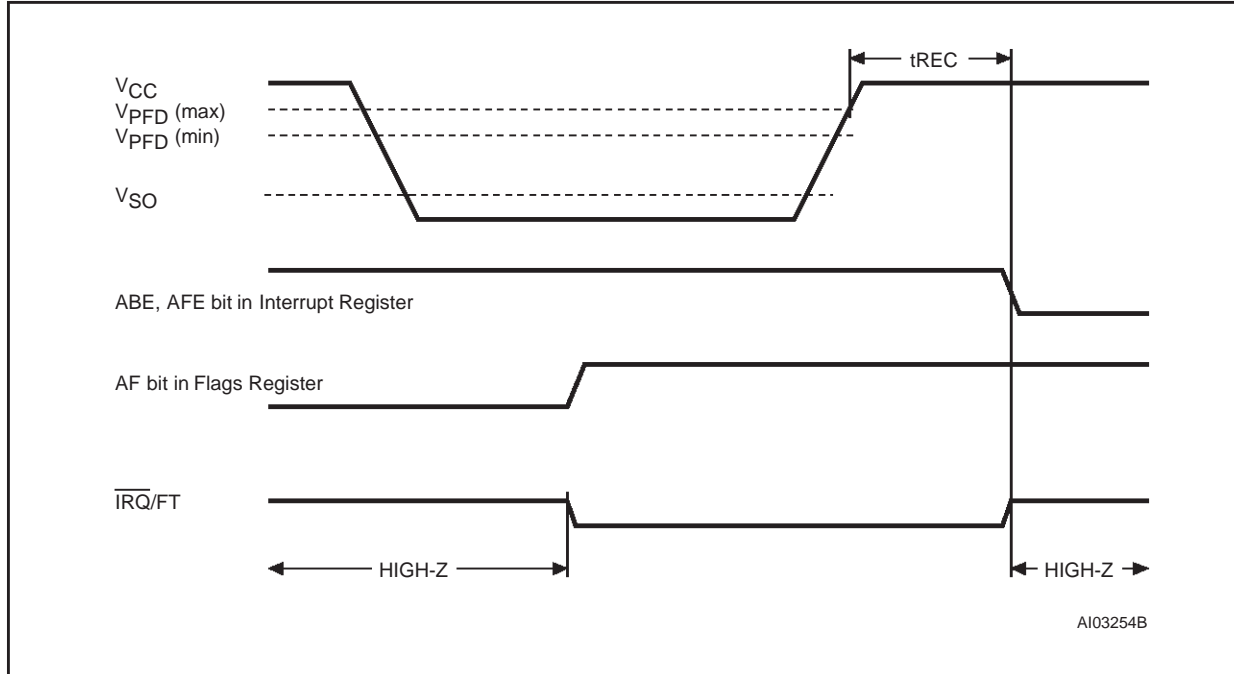 tREC
VCC
VPFD (max)
VPFD (min)
VSO
ABE, AFE bit in Interrupt Register
AF bit in Flags Register
IRQ/FT
HIGH-Z
HIGH-Z
AI03254B